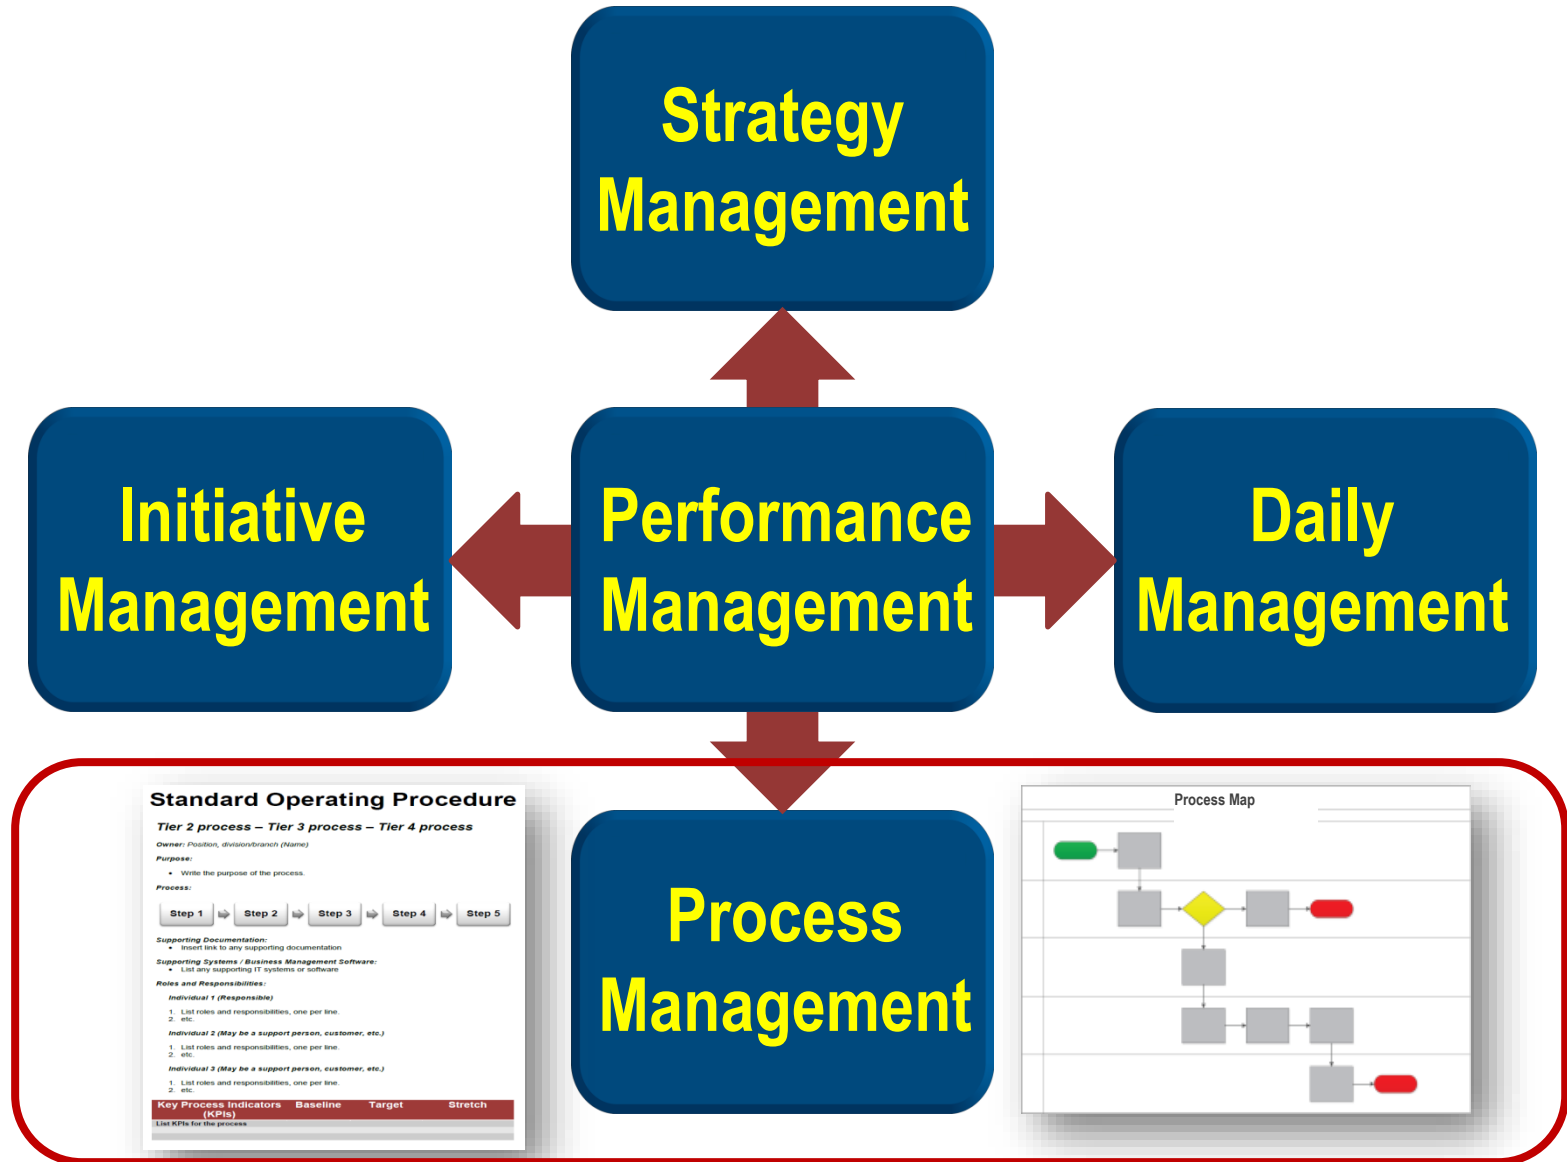 Strategy
Management
Initiative
Management
Performance
Management
Daily
Management
Standard Operating Procedure
Tier 2 process – Tier 3 process – Tier 4 process
Owner: Position, division/branch (Name)
Purpose:
• Write the purpose of the process.
Process:
Step 1 Step 2 Step 3 Step 4 Step 5
Supporting Documentation:
• Insert link to any supporting documentation
Supporting Systems / Business Management Software:
• List any supporting IT systems or software
Roles and Responsibilities:
Individual 1 (Responsible)
1. List roles and responsibilities, one per line.
2. etc.
Individual 2 (May be a support person, customer, etc.)
1. List roles and responsibilities, one per line.
2. etc.
Individual 3 (May be a support person, customer, etc.)
1. List roles and responsibilities, one per line.
2. etc.
Key Process Indicators (KPIs) Baseline Target Stretch
List KPIs for the process
Process
Management
Process Map